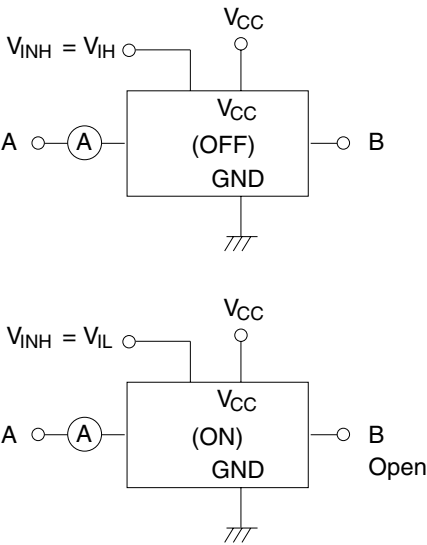 VCC
VINH = VIH
VCC
A A (OFF) B
GND
VCC
VINH = VIL
VCC
A A (ON) B
GND Open